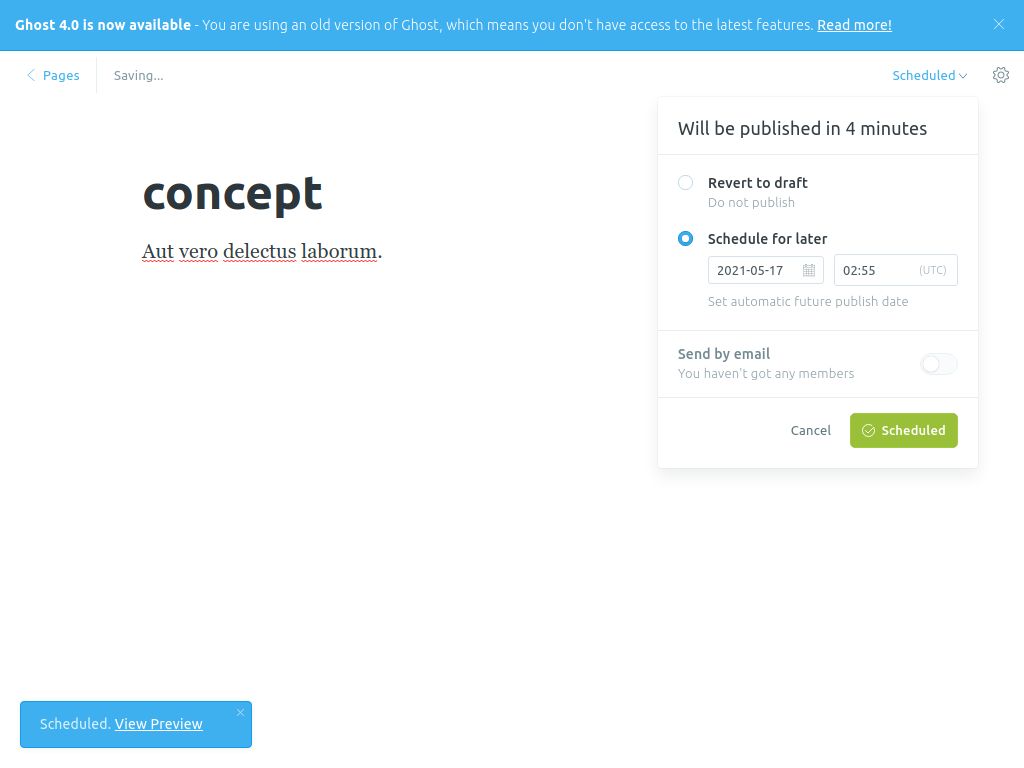 Ghost 4.0 is now available - You are using an old version of Ghost, which means you don't have access to the latest features. Read more!
Pages
Saving...
Scheduled
Will be published in 4 minutes
concept
Aut vero delectus laborum.
Revert to draft
Do not publish
Schedule for later
2021-05-17
02:55 (UTC)
Set automatic future publish date
Send by email
You haven't got any members
Cancel
Scheduled
Scheduled. View Preview